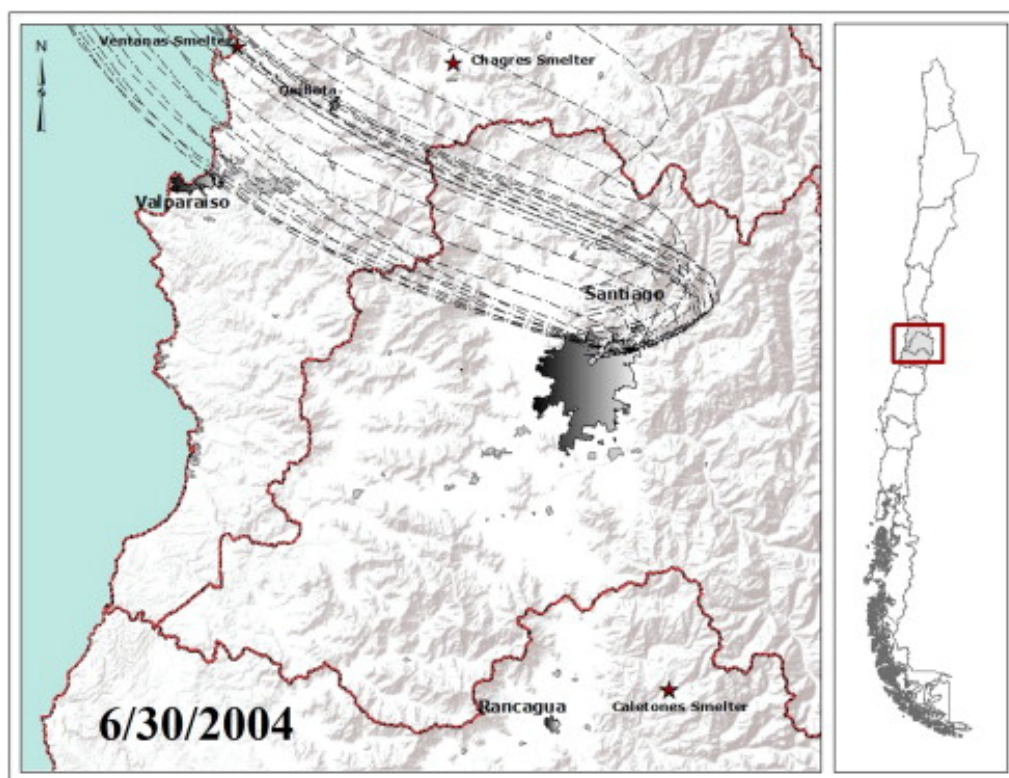 Ventanas Smelter
N
Chagres Smelter
Quillota
Valparaiso
Santiago
Rancagua
Caletones Smelter
6/30/2004